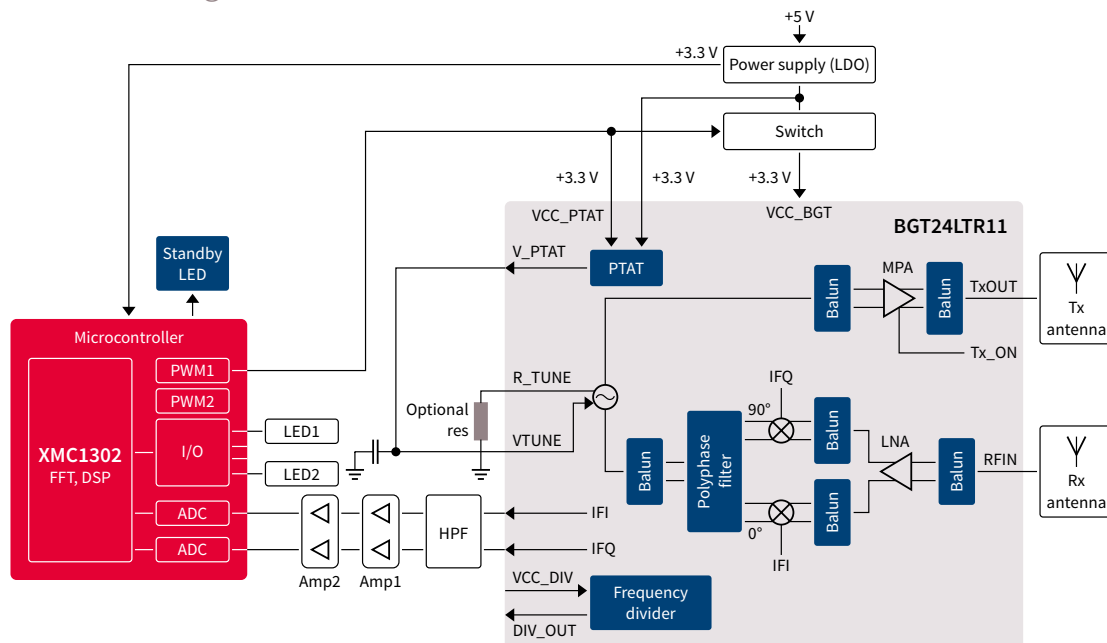 +5 V
+3.3 V
Power supply (LDO)
Switch
+3.3 V
+3.3 V
+3.3 V
VCC_PTAT
VCC_BGT
BGT24LTR11
Standby
LED
V_PTAT
PTAT
MPA
Balun
Balun
TxOUT
Tx
antenna
Tx_ON
Microcontroller
PWM1
PWM2
XMC1302
FFT, DSP
I/O
LED1
LED2
ADC
ADC
Optional
res
R_TUNE
VTUNE
IFQ
90°
Balun
Polyphase
filter
Balun
LNA
Balun
RFIN
Rx
antenna
Balun
0°
IFI
Amp2
Amp1
HPF
IFI
IFQ
VCC_DIV
Frequency
divider
DIV_OUT